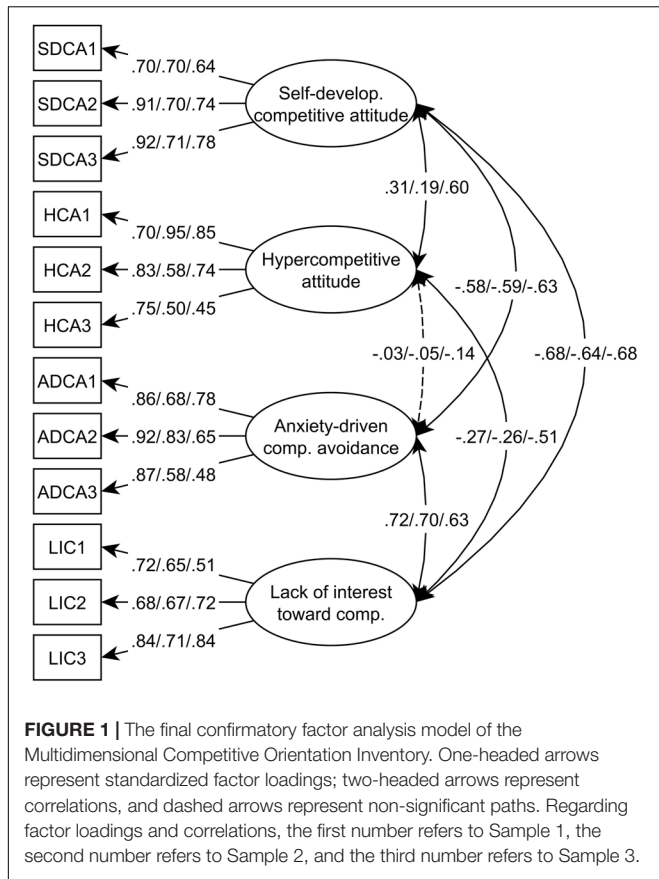 SDCA1
.70/.70/.64
SDCA2
.91/.70/.74
SDCA3
.92/.71/.78
Self-develop.
competitive attitude
.31/.19/.60
HCA1
.70/.95/.85
HCA2
.83/.58/.74
HCA3
.75/.50/.45
Hypercompetitive
attitude
-.58/-.59/-.63
-.03/-.05/-.14
-.68/-.64/-.68
ADCA1
.86/.68/.78
ADCA2
.92/.83/.65
ADCA3
.87/.58/.48
Anxiety-driven
comp. avoidance
-.27/-.26/-.51
.72/.70/.63
LIC1
.72/.65/.51
LIC2
.68/.67/.72
LIC3
.84/.71/.84
Lack of interest
toward comp.
FIGURE 1 | The final confirmatory factor analysis model of the
Multidimensional Competitive Orientation Inventory. One-headed arrows
represent standardized factor loadings; two-headed arrows represent
correlations, and dashed arrows represent non-significant paths. Regarding
factor loadings and correlations, the first number refers to Sample 1, the
second number refers to Sample 2, and the third number refers to Sample 3.